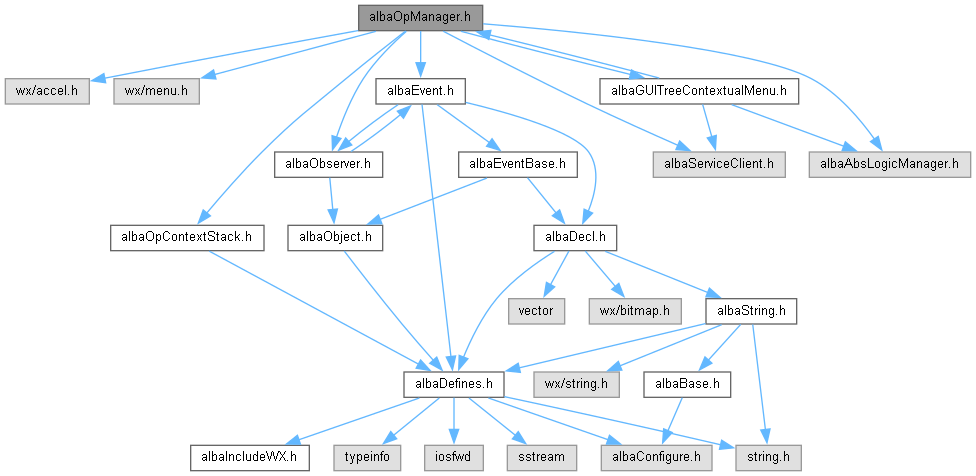 albaOpManager.h
wx/accel.h
wx/menu.h
albaEvent.h
albaGUITreeContextualMenu.h
albaObserver.h
albaEventBase.h
albaServiceClient.h
albaAbsLogicManager.h
albaOpContextStack.h
albaObject.h
albaDecl.h
vector
wx/bitmap.h
albaString.h
albaDefines.h
wx/string.h
albaBase.h
albaIncludeWX.h
typeinfo
iosfwd
sstream
albaConfigure.h
string.h